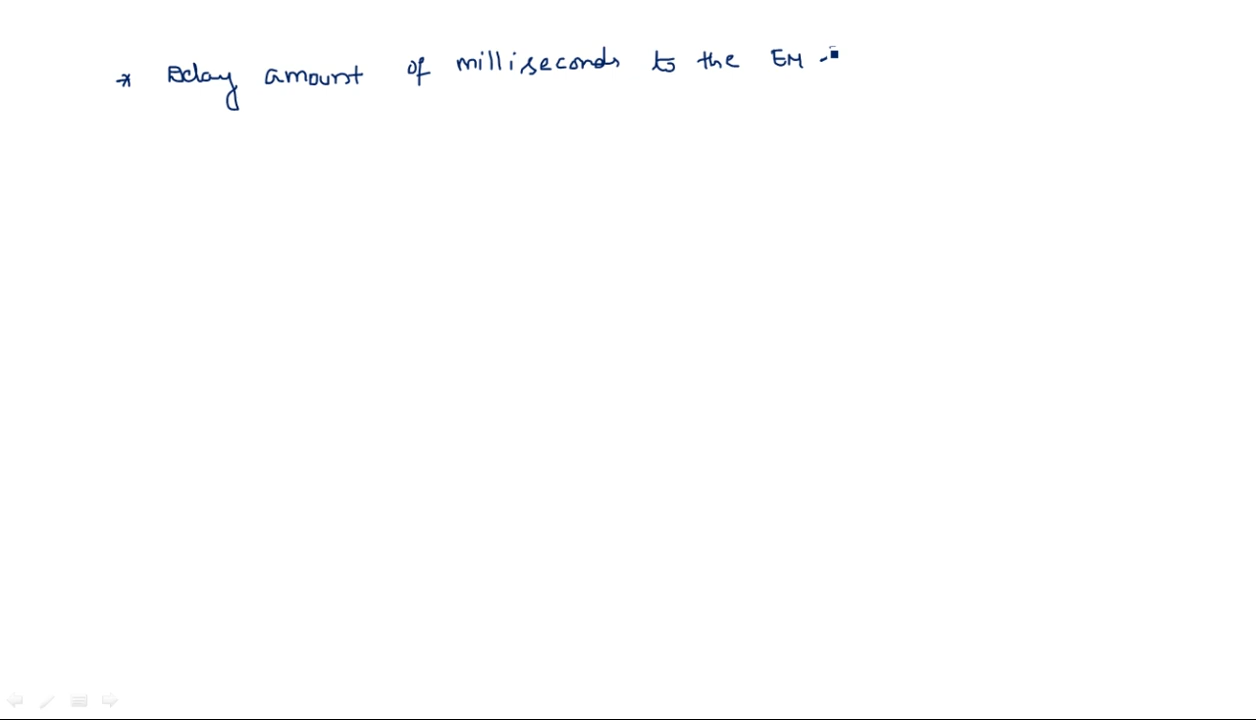 * Delay amount of milliseconds to the EM -